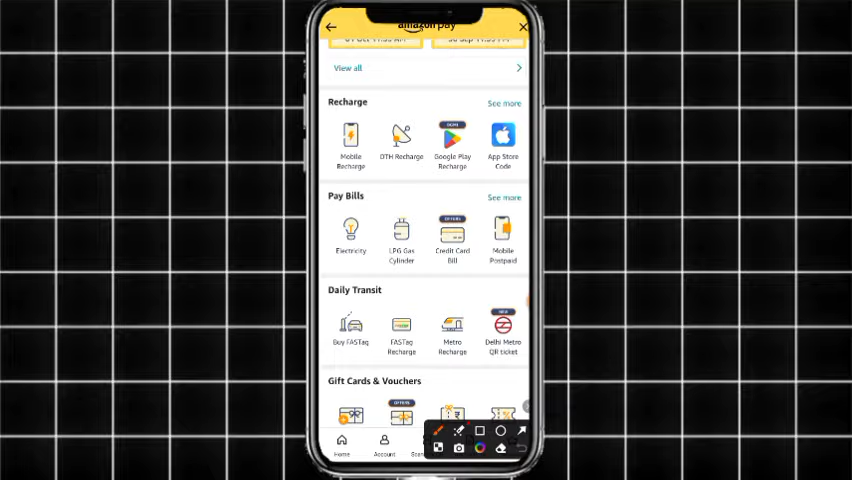 amazon pay
View all
Recharge
See more
Mobile Recharge
DTH Recharge
Google Play Recharge
App Store Code
Pay Bills
See more
OFFERS
Electricity
LPG Gas Cylinder
Credit Card Bill
Mobile Postpaid
Daily Transit
NEW
Buy FASTag
FASTag Recharge
Metro Recharge
Delhi Metro QR ticket
Gift Cards & Vouchers
OFFERS
Home
Account